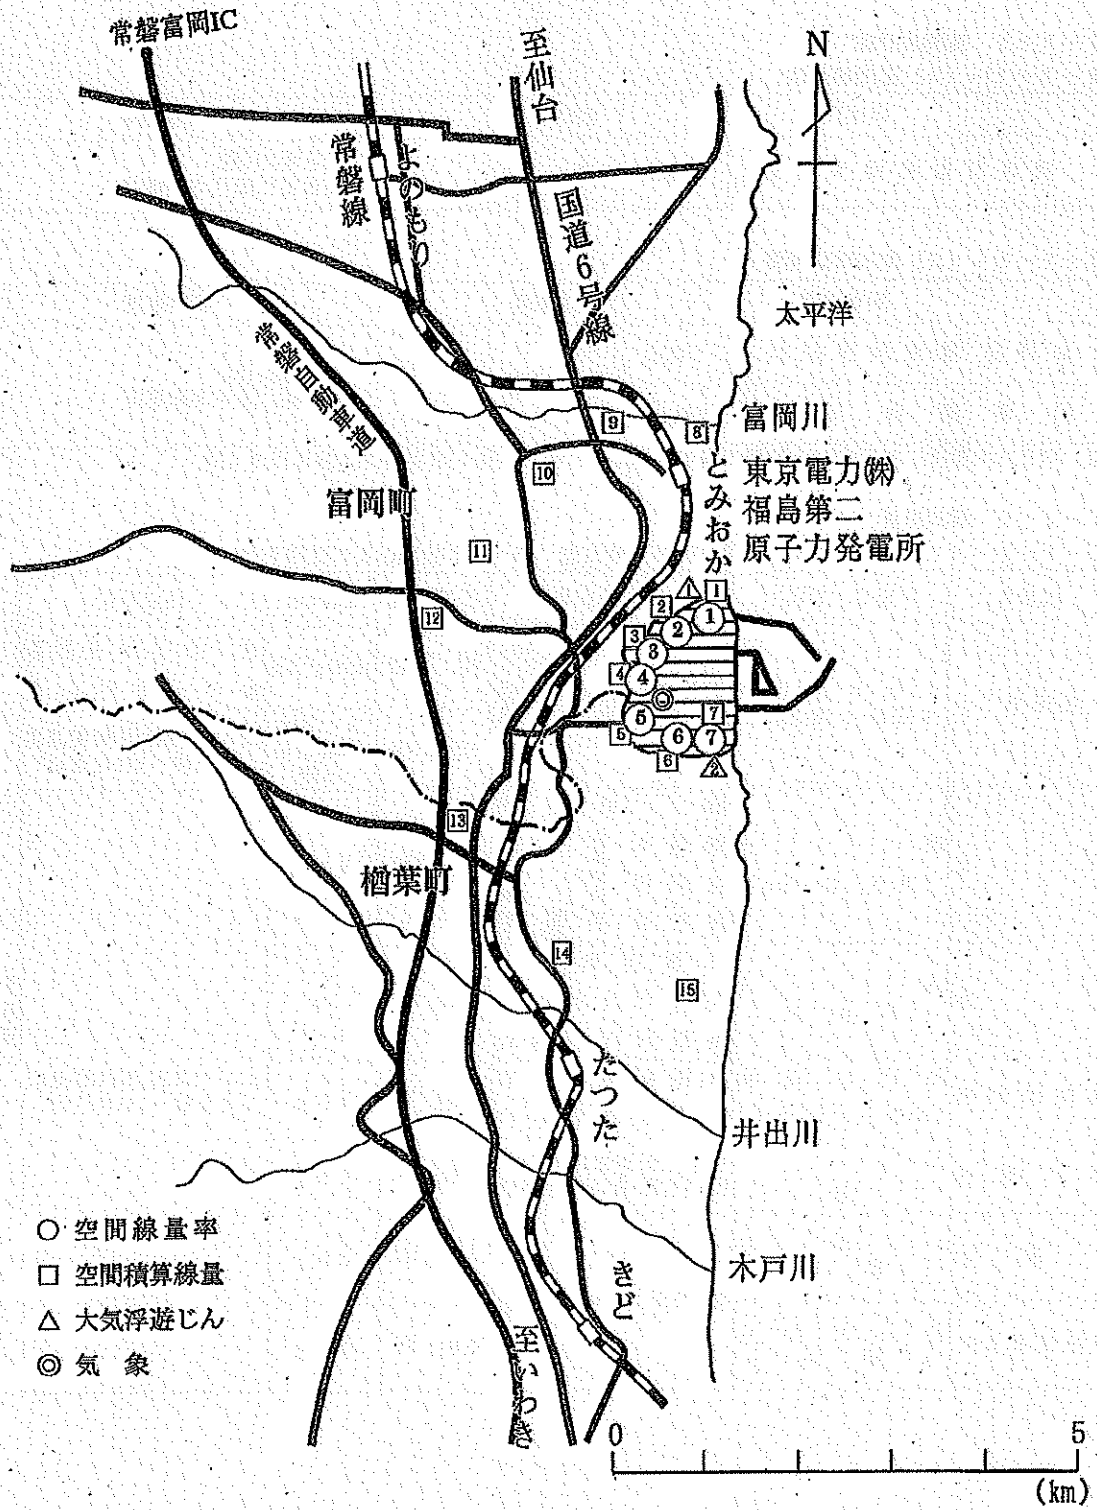 常磐富岡IC
至仙台
N
常磐線
よのもり
国道6号線
太平洋
常磐自動車道
富岡川
9
8
とみおか
東京電力㈱
福島第二
原子力発電所
10
富岡町
11
12
1
1
2
1
2
3
3
4
4
5
5
7
6
7
6
2
13
楢葉町
14
15
たつた
井出川
木戸川
きど
○ 空間線量率
□ 空間積算線量
△ 大気浮遊じん
◎ 気 象
至いわき
0
5
(km)